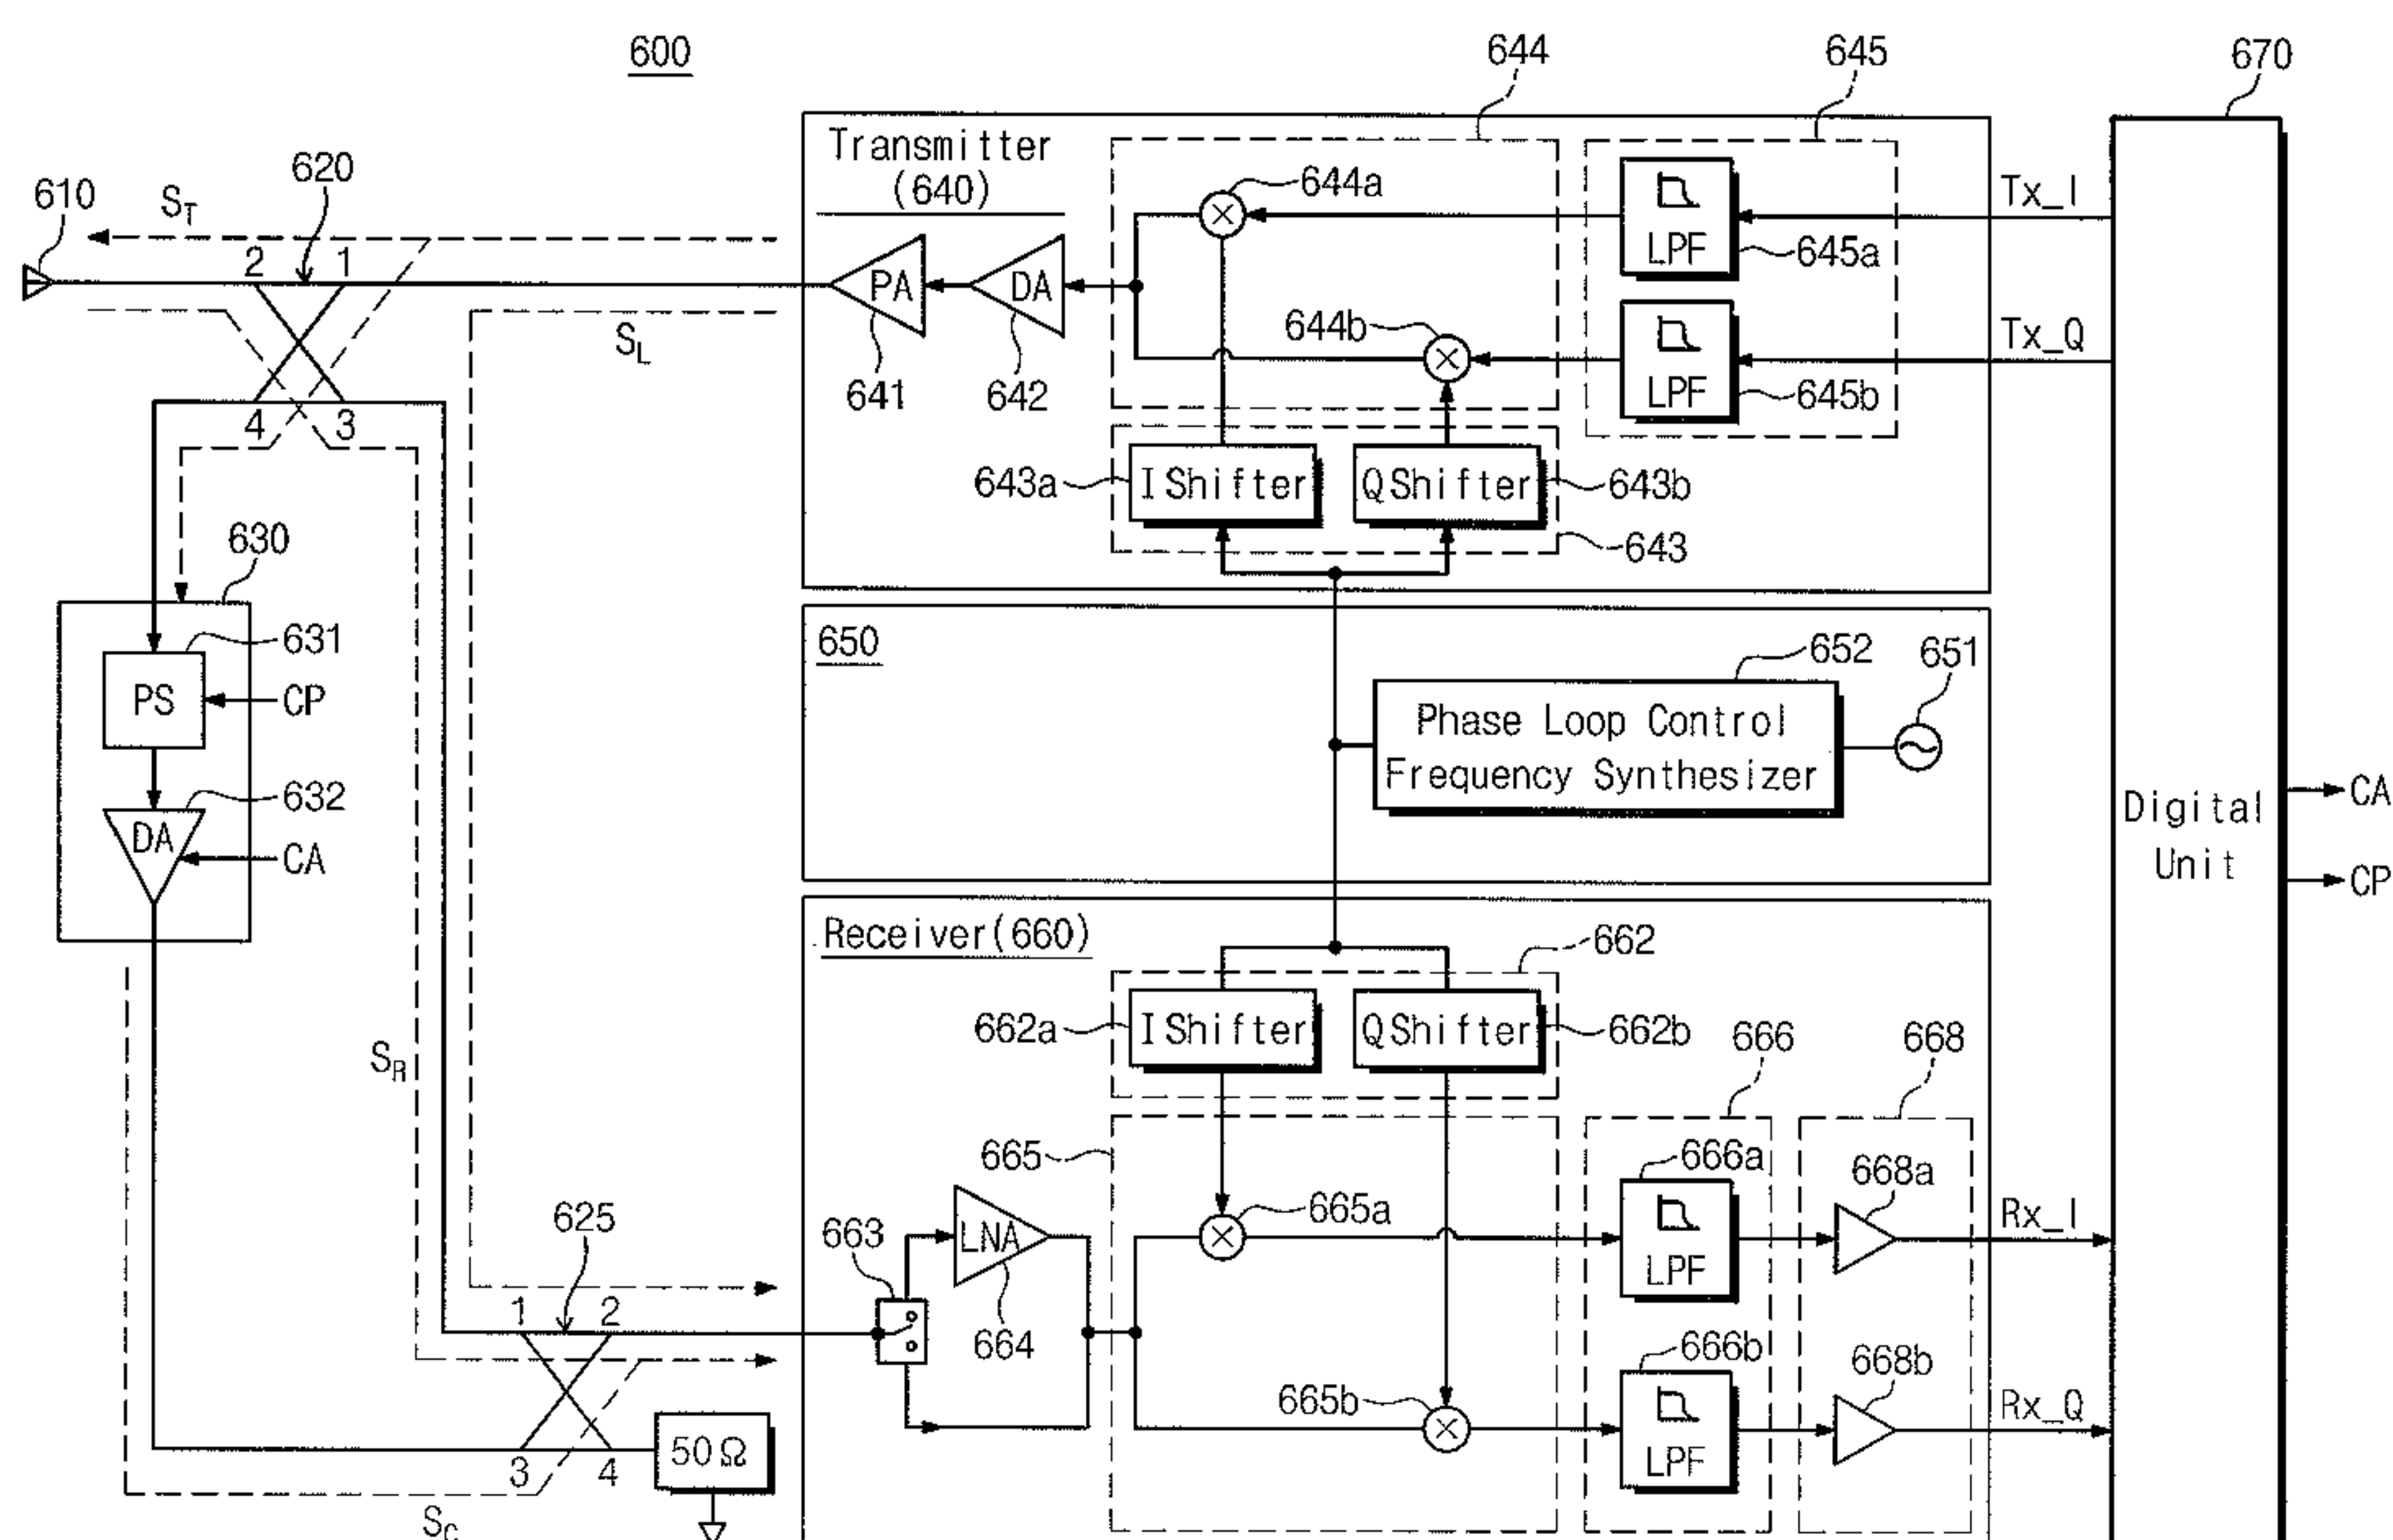 600
644
645
670
Transmitter
(640)
620
610
S_T
644a
Tx_I
LPF
645a
2
1
PA
DA
S_L
644b
Tx_Q
641
642
LPF
645b
4
3
643a
I Shifter
Q Shifter
643b
643
630
631
PS
CP
650
652
651
Phase Loop Control
Frequency Synthesizer
632
DA
CA
Digital
Unit
CA
CP
Receiver(660)
662
662a
I Shifter
Q Shifter
662b
666
668
S_R
665
666a
668a
625
663
LNA
665a
Rx_I
LPF
1
2
664
666b
668b
665b
Rx_Q
LPF
50Ω
3
4
S_C